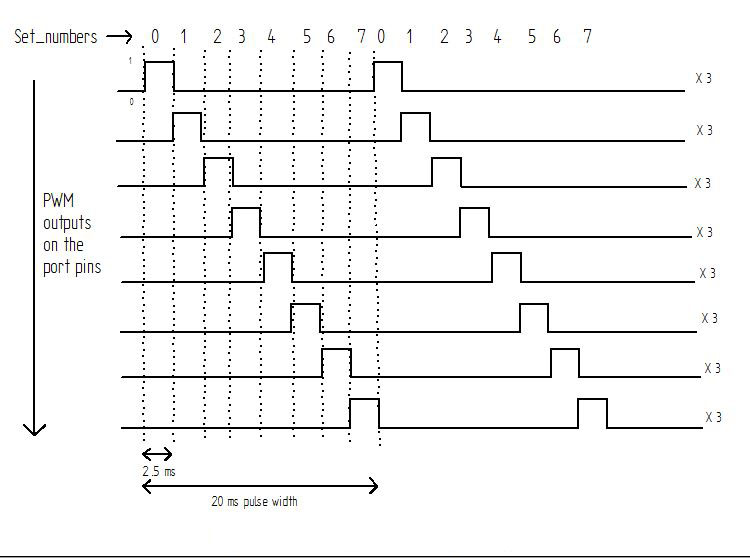 Set_numbers 0 1 2 3 4 5 6 7 0 1 2 3 4 5 6 7
1
X 3
0
X 3
X 3
PWM
outputs
on the
port pins
X 3
X 3
X 3
X 3
X 3
2.5 ms
20 ms pulse width